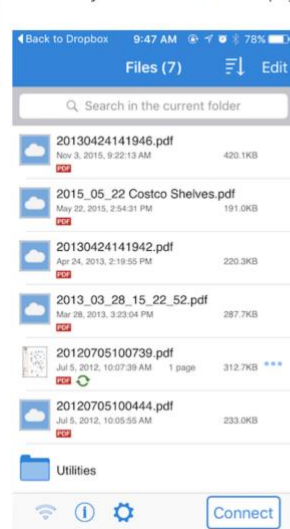 Back to Dropbox 9:47 AM 78%
Files (7) Edit
Search in the current folder
20130424141946.pdf
Nov 3, 2015, 9:22:13 AM 420.1KB
PDF
2015_05_22 Costco Shelves.pdf
May 22, 2015, 2:54:31 PM 191.0KB
PDF
20130424141942.pdf
Apr 24, 2013, 2:19:55 PM 220.3KB
PDF
2013_03_28_15_22_52.pdf
Mar 28, 2013, 3:23:04 PM 287.7KB
PDF
20120705100739.pdf
Jul 5, 2012, 10:07:39 AM 1 page 312.7KB
PDF
20120705100444.pdf
Jul 5, 2012, 10:05:55 AM 233.0KB
PDF
Utilities
Connect